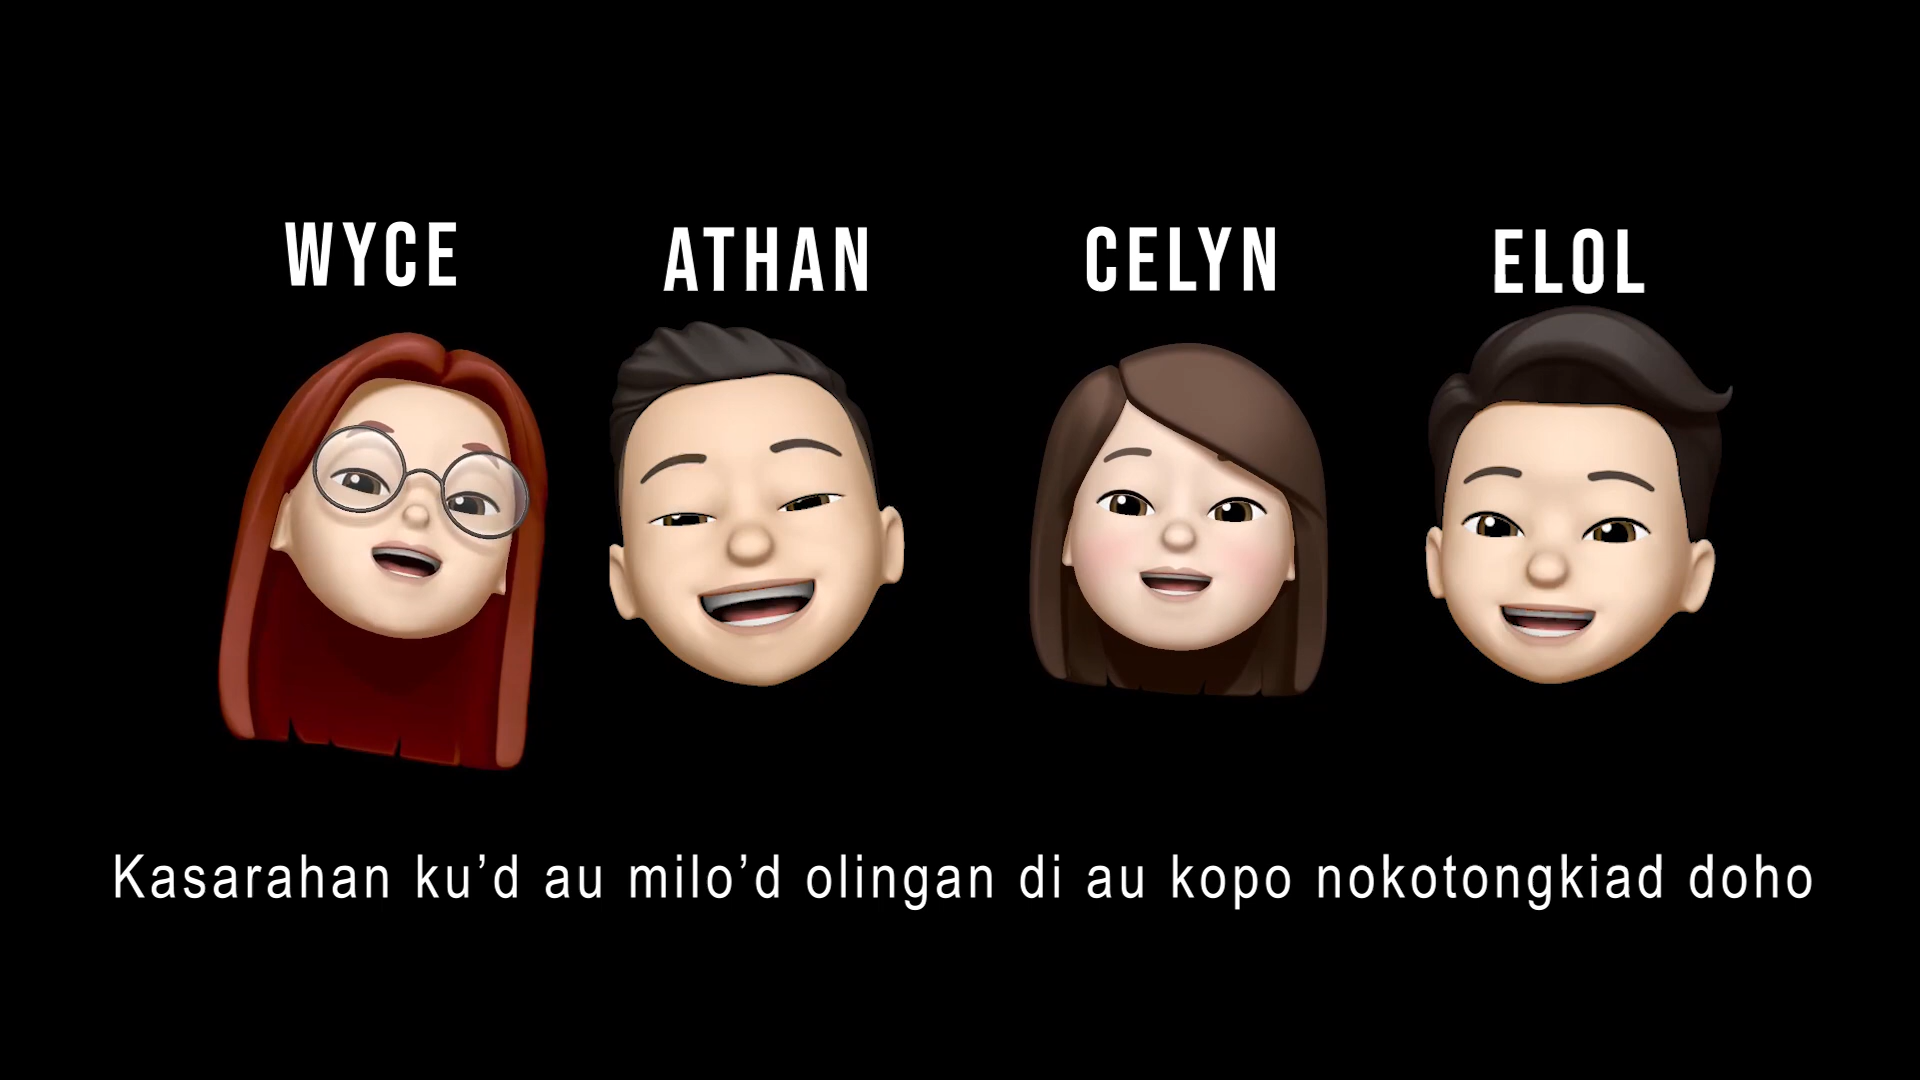 WYCE ATHAN CELYN ELOL
Kasarahan ku’d au milo’d olingan di au kopo nokotongkiad doho